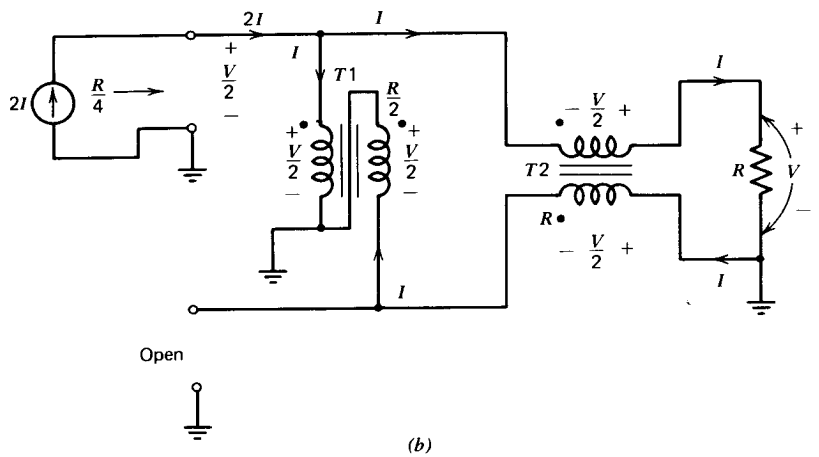 2I
I
I
I
+
V/2
−
T1
R/2
2I
R/4
+
V/2
−
+
V/2
−
− V/2 +
T2
R
− V/2 +
R
+
V
−
I
I
Open
(b)